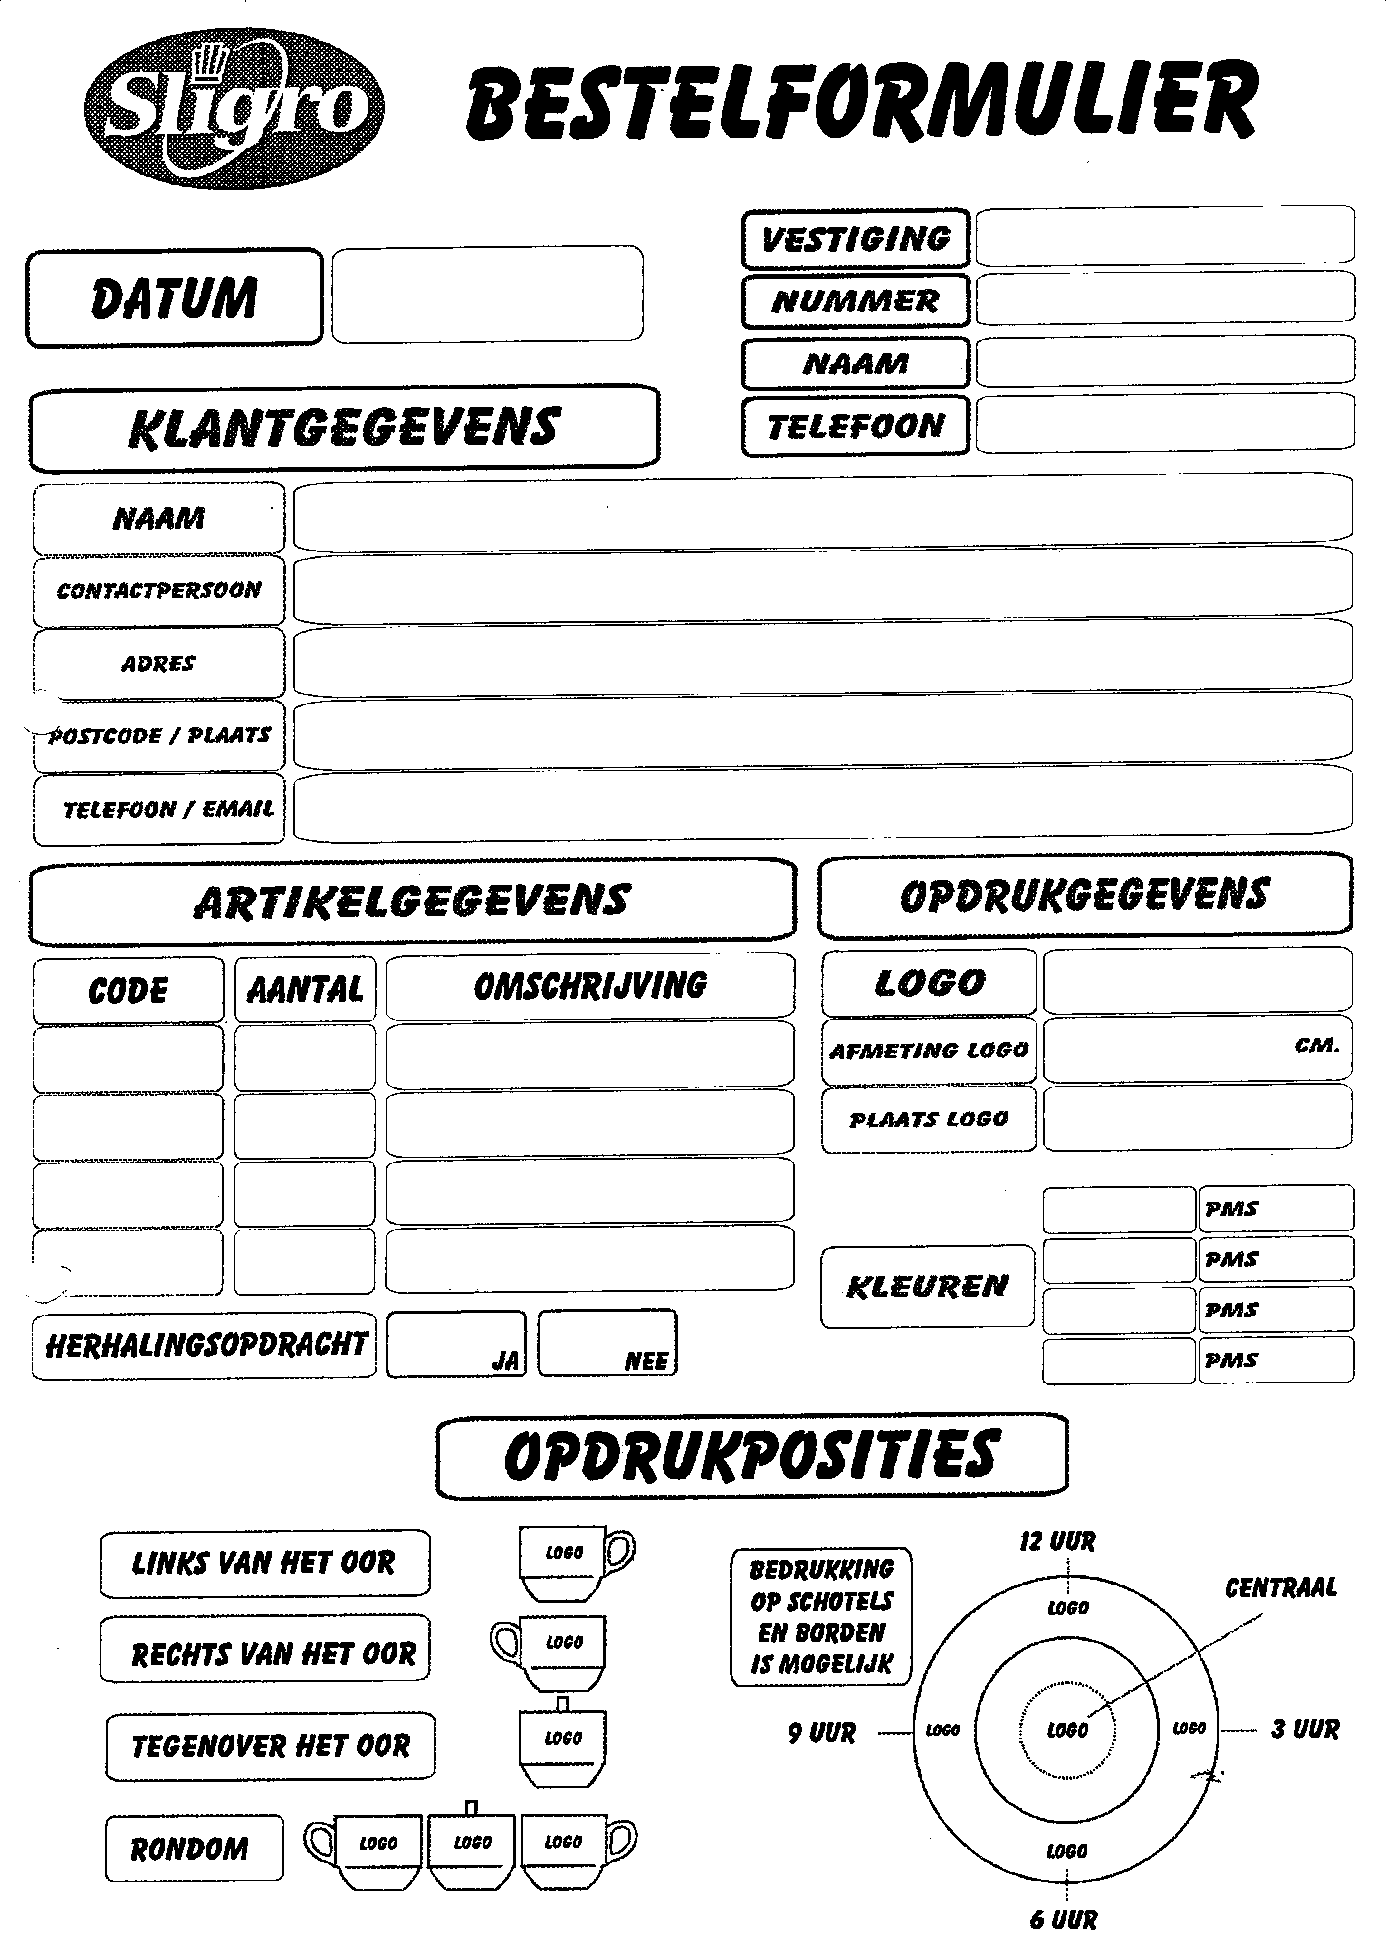 Sligro
BESTELFORMULIER
VESTIGING
NUMMER
NAAM
TELEFOON
DATUM
KLANTGEGEVENS
NAAM
CONTACTPERSOON
ADRES
POSTCODE / PLAATS
TELEFOON / EMAIL
ARTIKELGEGEVENS
CODE AANTAL OMSCHRIJVING
HERHALINGSOPDRACHT JA NEE
OPDRUKGEGEVENS
LOGO
AFMETING LOGO CM.
PLAATS LOGO
KLEUREN
PMS
PMS
PMS
PMS
OPDRUKPOSITIES
LINKS VAN HET OOR LOGO
RECHTS VAN HET OOR LOGO
TEGENOVER HET OOR LOGO
RONDOM LOGO LOGO LOGO
BEDRUKKING
OP SCHOTELS
EN BORDEN
IS MOGELIJK
12 UUR
CENTRAAL
LOGO
9 UUR LOGO LOGO LOGO 3 UUR
LOGO
6 UUR